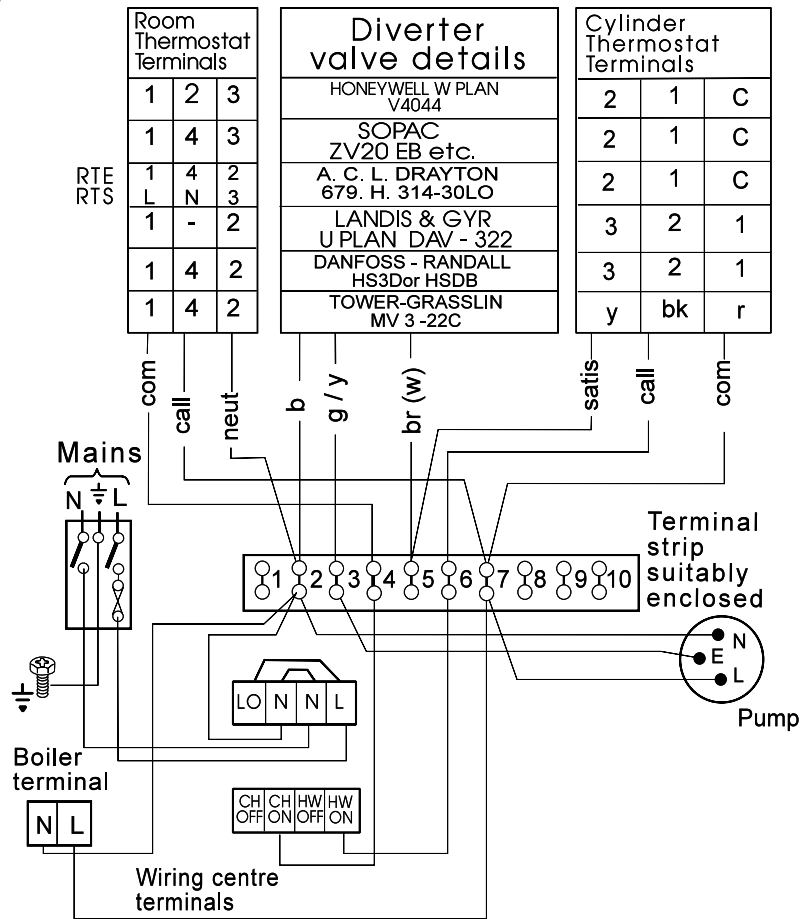 Room
Thermostat
Terminals
1 2 3
1 4 3
RTE 1 4 2
RTS L N 3
1 - 2
1 4 2
1 4 2
Diverter
valve details
HONEYWELL W PLAN
V4044
SOPAC
ZV20 EB etc.
A. C. L. DRAYTON
679. H. 314-30LO
LANDIS & GYR
U PLAN DAV - 322
DANFOSS - RANDALL
HS3Dor HSDB
TOWER-GRASSLIN
MV 3 -22C
Cylinder
Thermostat
Terminals
2 1 C
2 1 C
2 1 C
3 2 1
3 2 1
y bk r
com
call
neut
b
g / y
br (w)
satis
call
com
Mains
N L
1 2 3 4 5 6 7 8 9 10
Terminal
strip
suitably
enclosed
N
E
L
Pump
LO N N L
Boiler
terminal
N L
CH CH HW HW
OFF ON OFF ON
Wiring centre
terminals